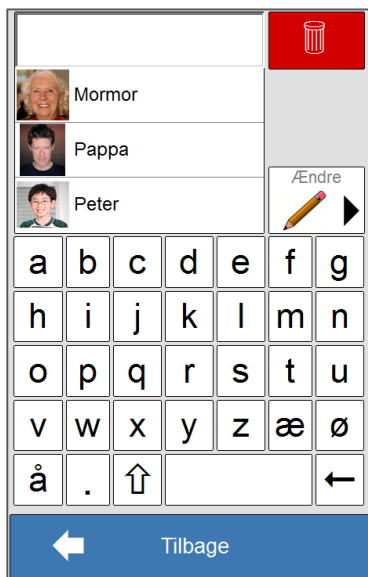 Mormor
Pappa
Ændre
Peter
a b c d e f g
h i j k l m n
o p q r s t u
v w x y z æ ø
å .
Tilbage